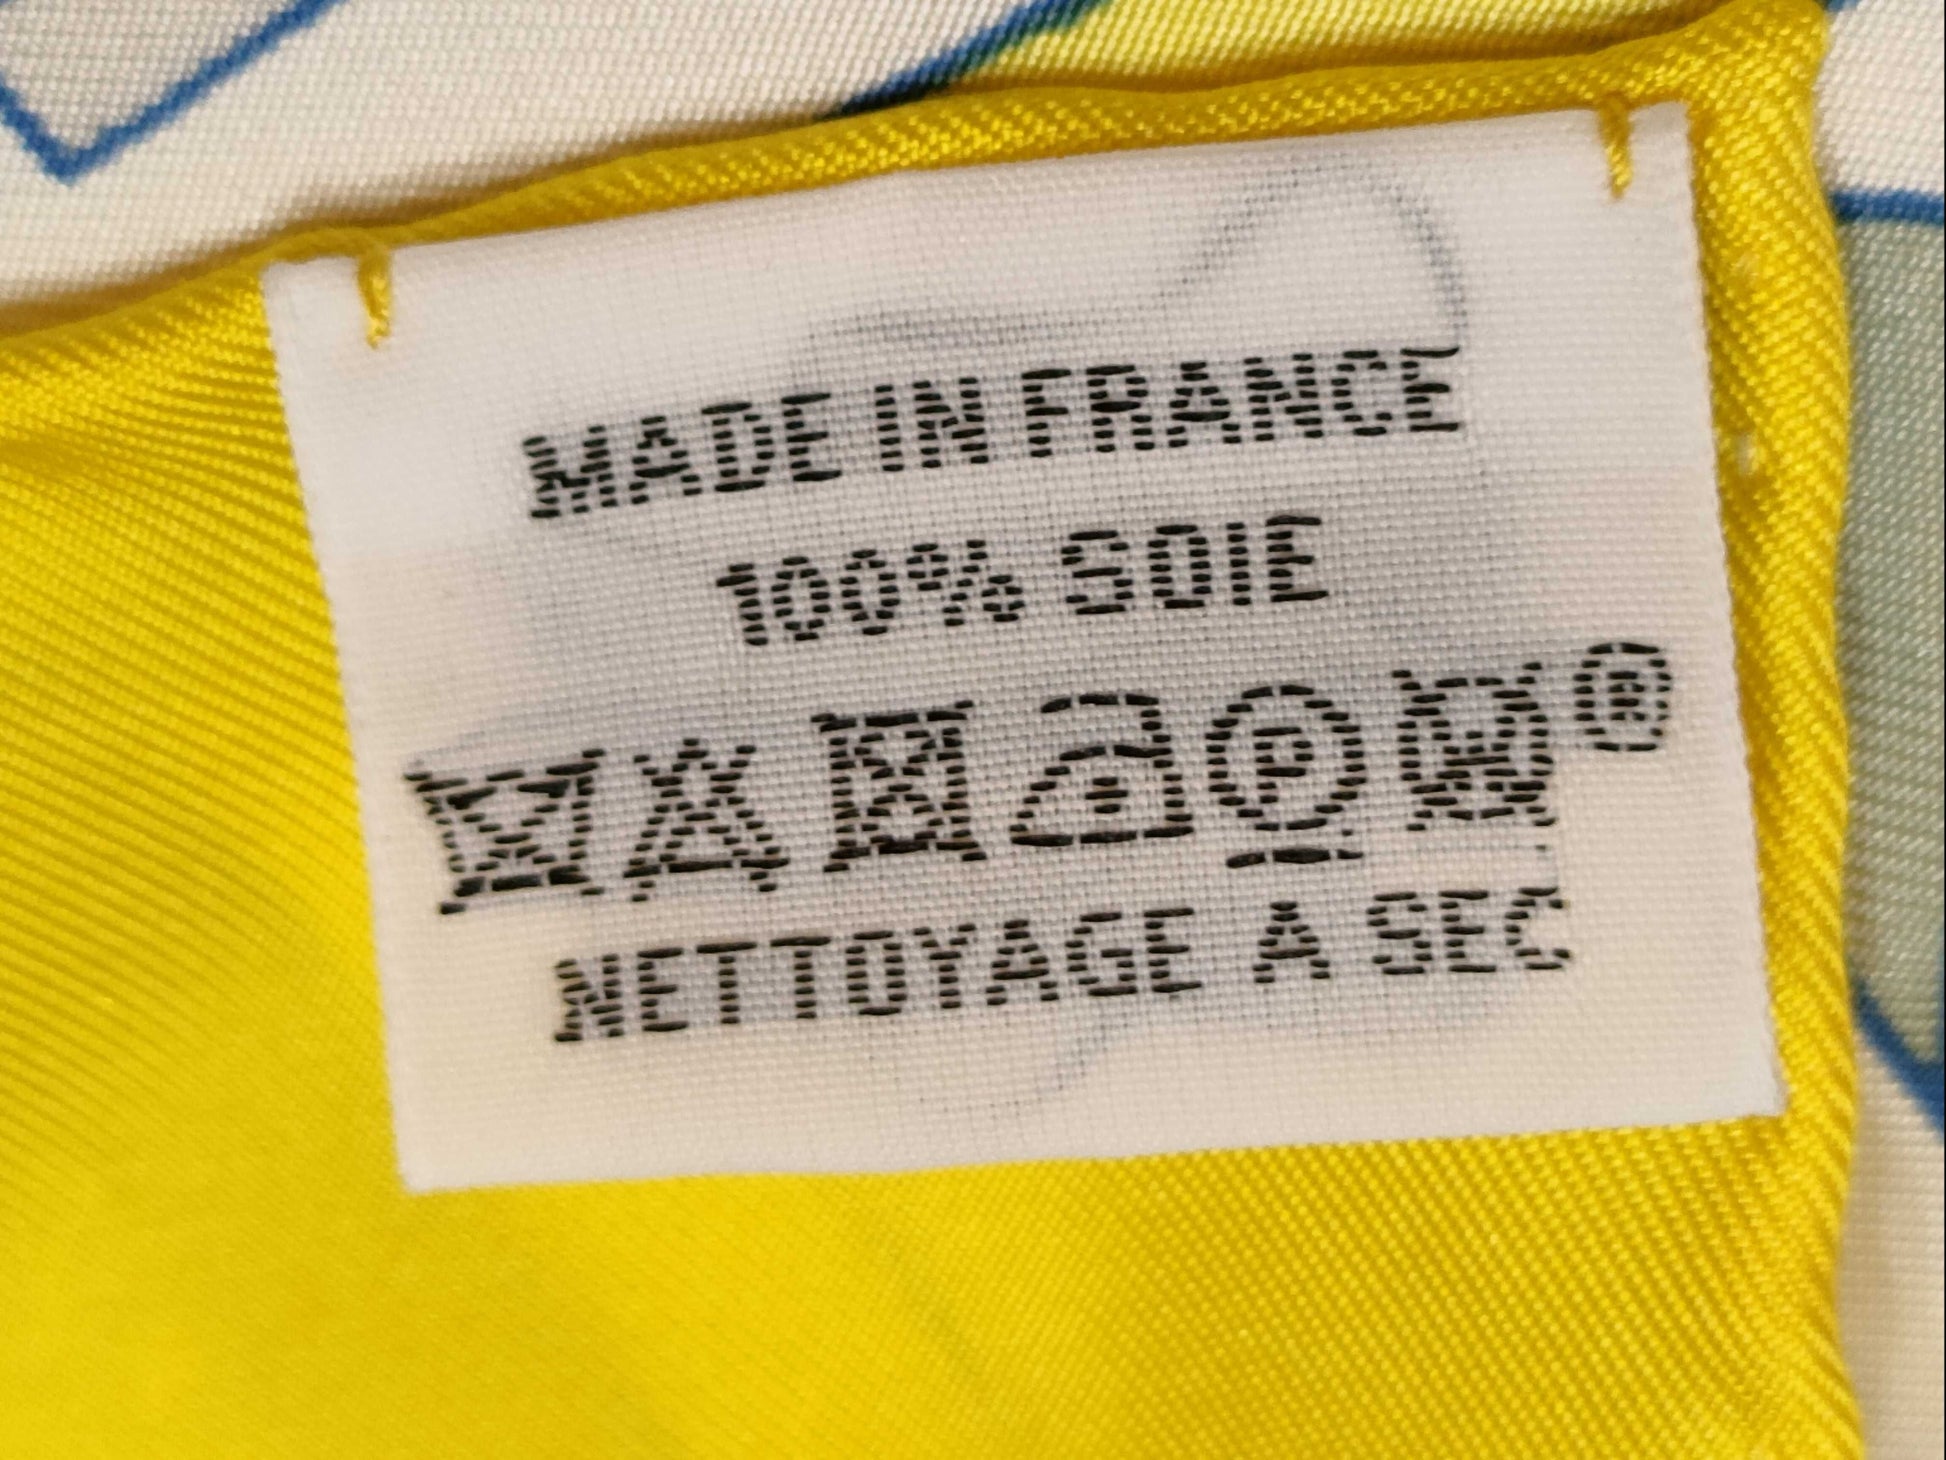 MADE IN FRANCE
100% SOIE
P W ®
NETTOYAGE A SEC